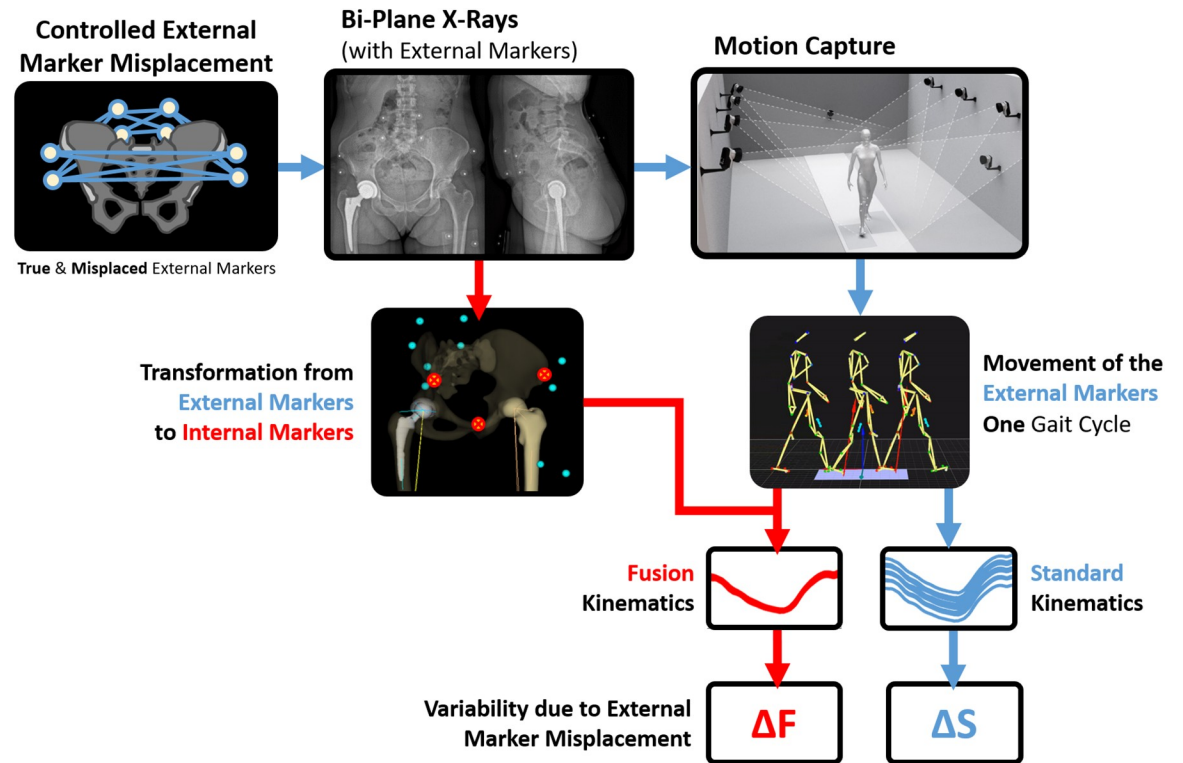 Controlled External
Marker Misplacement
Bi-Plane X-Rays
(with External Markers)
Motion Capture
True & Misplaced External Markers
Transformation from
External Markers
to Internal Markers
Movement of the
External Markers
One Gait Cycle
Fusion
Kinematics
Standard
Kinematics
Variability due to External
Marker Misplacement
ΔF
ΔS